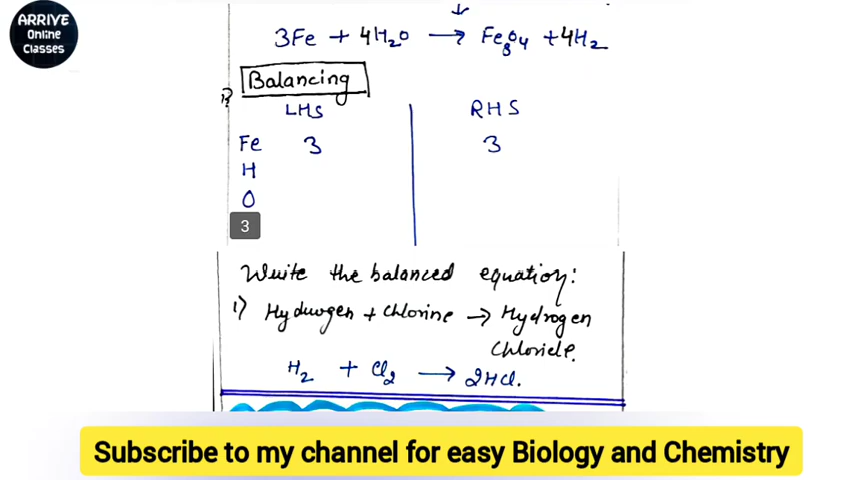 ARRIVE
Online
Classes
3Fe + 4H₂O → Fe₃O₄ + 4H₂
Balancing
LHS RHS
Fe 3 3
H
O
3
Write the balanced equation:
1) Hydrogen + Chlorine → Hydrogen
Chloride.
H₂ + Cl₂ → 2HCl.
Subscribe to my channel for easy Biology and Chemistry